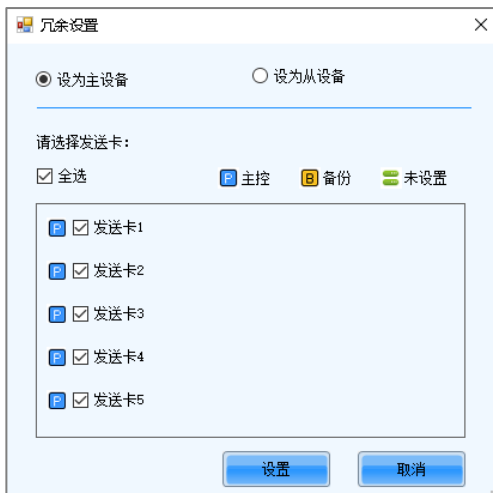 冗余设置
设为主设备 设为从设备
请选择发送卡：
全选 P 主控 B 备份 未设置
P 发送卡1
P 发送卡2
P 发送卡3
P 发送卡4
P 发送卡5
设置 取消